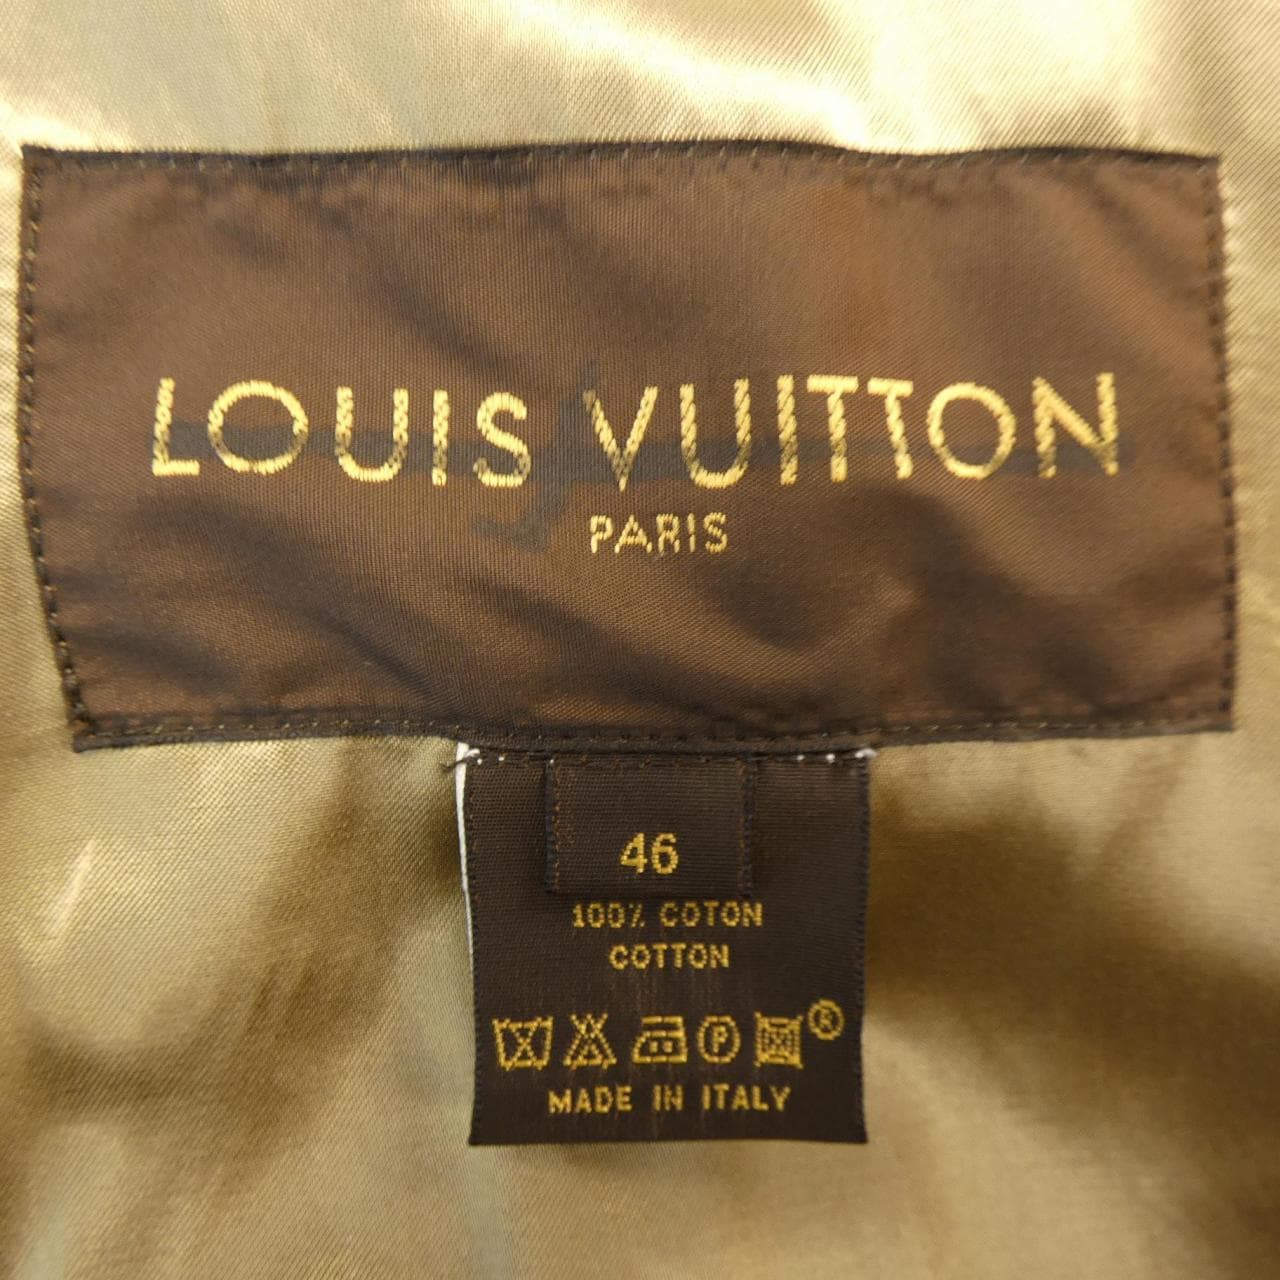 LOUIS VUITTON
PARIS
46
100% COTON
COTTON
P ®
MADE IN ITALY